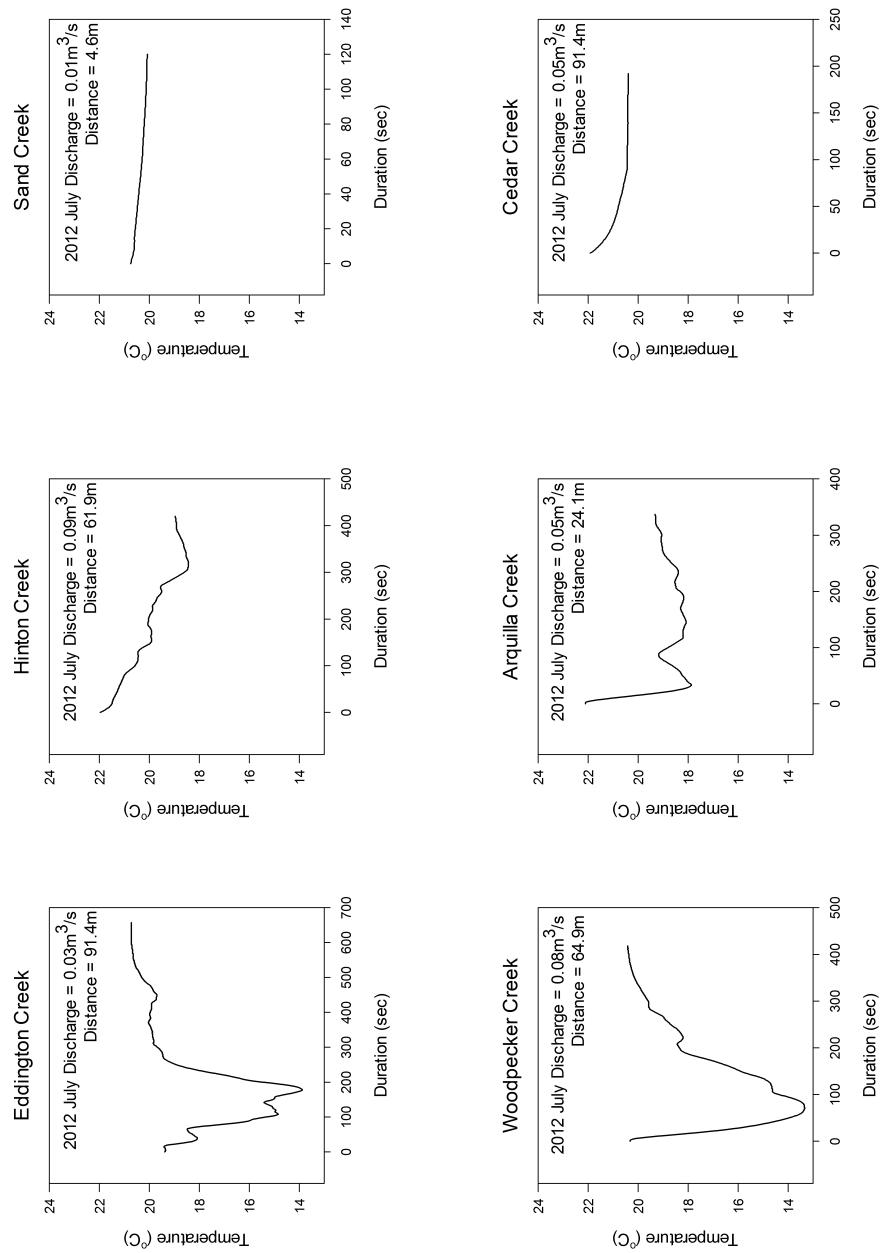 Eddington Creek
2012 July Discharge = 0.03m³/s
Distance = 91.4m
Temperature (°C)
24
22
20
18
16
14
0 100 200 300 400 500 600 700
Duration (sec)
Hinton Creek
2012 July Discharge = 0.09m³/s
Distance = 61.9m
Temperature (°C)
24
22
20
18
16
14
0 100 200 300 400 500
Duration (sec)
Sand Creek
2012 July Discharge = 0.01m³/s
Distance = 4.6m
Temperature (°C)
24
22
20
18
16
14
0 20 40 60 80 100 120 140
Duration (sec)
Woodpecker Creek
2012 July Discharge = 0.08m³/s
Distance = 64.9m
Temperature (°C)
24
22
20
18
16
14
0 100 200 300 400 500
Duration (sec)
Arquilla Creek
2012 July Discharge = 0.05m³/s
Distance = 24.1m
Temperature (°C)
24
22
20
18
16
14
0 100 200 300 400
Duration (sec)
Cedar Creek
2012 July Discharge = 0.05m³/s
Distance = 91.4m
Temperature (°C)
24
22
20
18
16
14
0 50 100 150 200 250
Duration (sec)